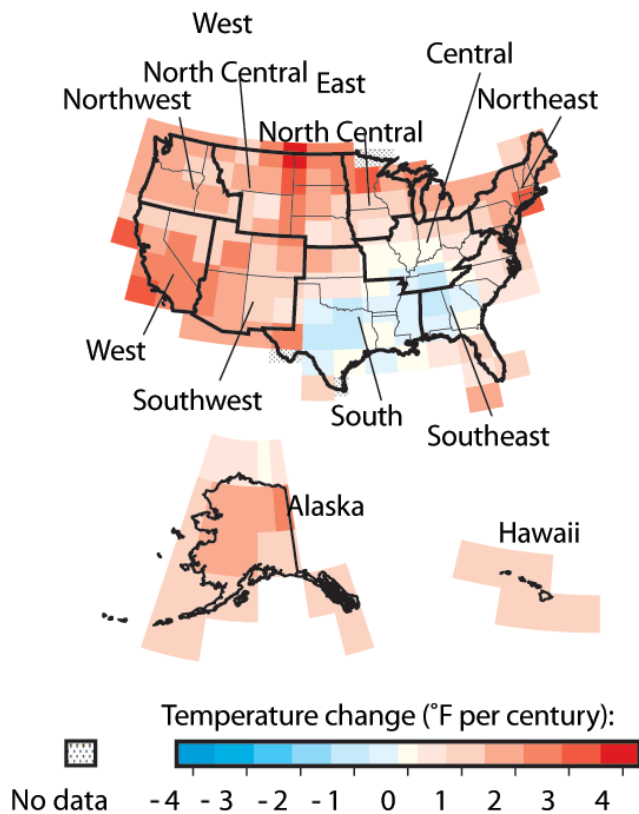 West
North Central
Northwest
East
North Central
Central
Northeast
West
Southwest
South
Southeast
Alaska
Hawaii
Temperature change (˚F per century):
No data
-4 -3 -2 -1 0 1 2 3 4